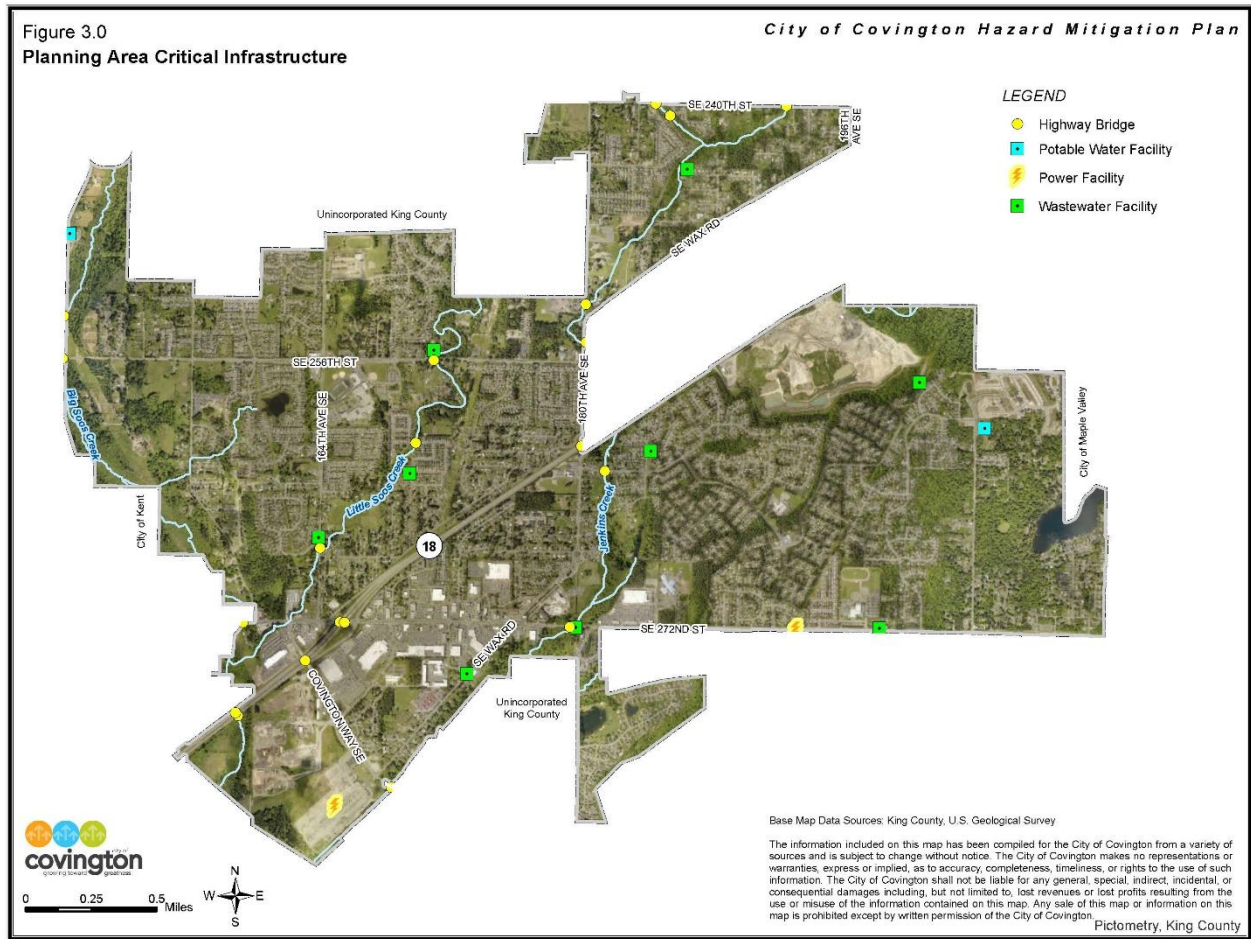 Figure 3.0
City of Covington Hazard Mitigation Plan
Planning Area Critical Infrastructure
LEGEND
Highway Bridge
Potable Water Facility
Power Facility
Wastewater Facility
SE 240TH ST
196TH
AVE SE
Unincorporated King County
SE WAX RD
SE 256TH ST
180TH AVE SE
164TH AVE SE
Big Soos Creek
Little Soos Creek
Jenkins Creek
City of Maple Valley
City of Kent
18
SE 272ND ST
SE WAX RD
COVINGTON WAY SE
Unincorporated
King County
city of
covington
growing toward greatness
0 0.25 0.5
Miles
N
W E
S
Base Map Data Sources: King County, U.S. Geological Survey
The information included on this map has been compiled for the City of Covington from a variety of
sources and is subject to change without notice. The City of Covington makes no representations or
warranties, express or implied, as to accuracy, completeness, timeliness, or rights to the use of such
information. The City of Covington shall not be liable for any general, special, indirect, incidental, or
consequential damages including, but not limited to, lost revenues or lost profits resulting from the
use or misuse of the information contained on this map. Any sale of this map or information on this
map is prohibited except by written permission of the City of Covington.
Pictometry, King County